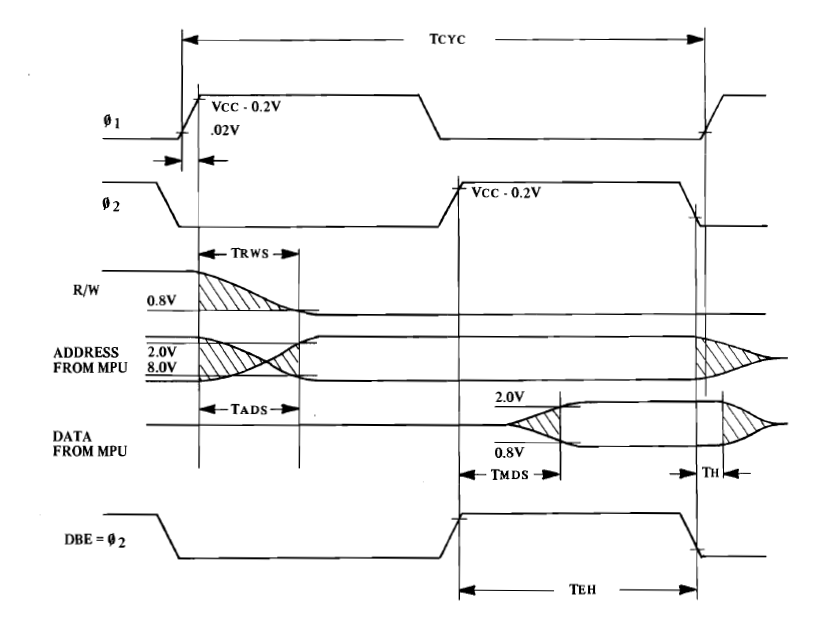 TCYC
VCC - 0.2V
ø1
.02V
VCC - 0.2V
ø2
TRWS
R/W
0.8V
ADDRESS
FROM MPU
2.0V
8.0V
TADS
2.0V
DATA
FROM MPU
0.8V
TMDS
TH
DBE = ø2
TEH